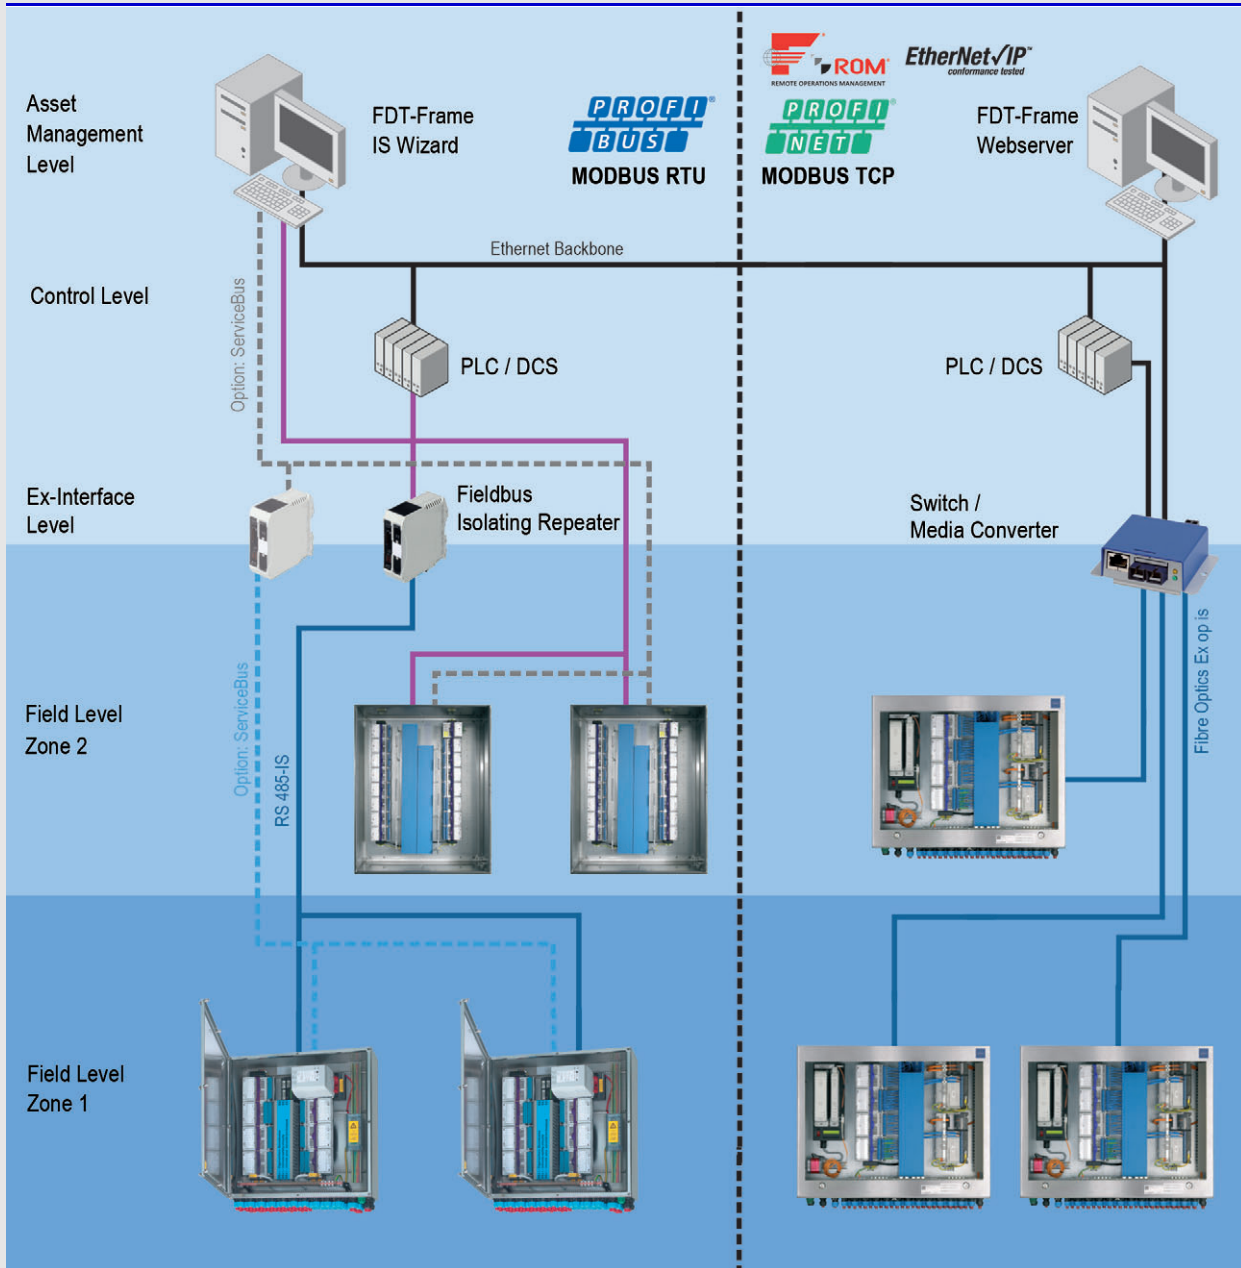 Asset
Management
Level
FDT-Frame
IS Wizard
PROFI
BUS
MODBUS RTU
ROM
REMOTE OPERATIONS MANAGEMENT
EtherNet/IP™
conformance tested
PROFI
NET
MODBUS TCP
FDT-Frame
Webserver
Ethernet Backbone
Control Level
Option: ServiceBus
PLC / DCS
PLC / DCS
Ex-Interface
Level
Fieldbus
Isolating Repeater
Switch /
Media Converter
Field Level
Zone 2
Option: ServiceBus
RS 485-IS
Fibre Optics Ex op is
Field Level
Zone 1